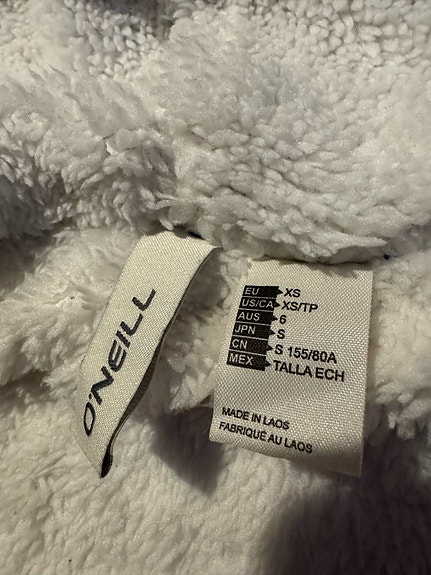 O'NEILL
EU XS
US/CA XS/TP
AUS 6
JPN S
CN S 155/80A
MEX TALLA ECH
MADE IN LAOS
FABRIQUÉ AU LAOS